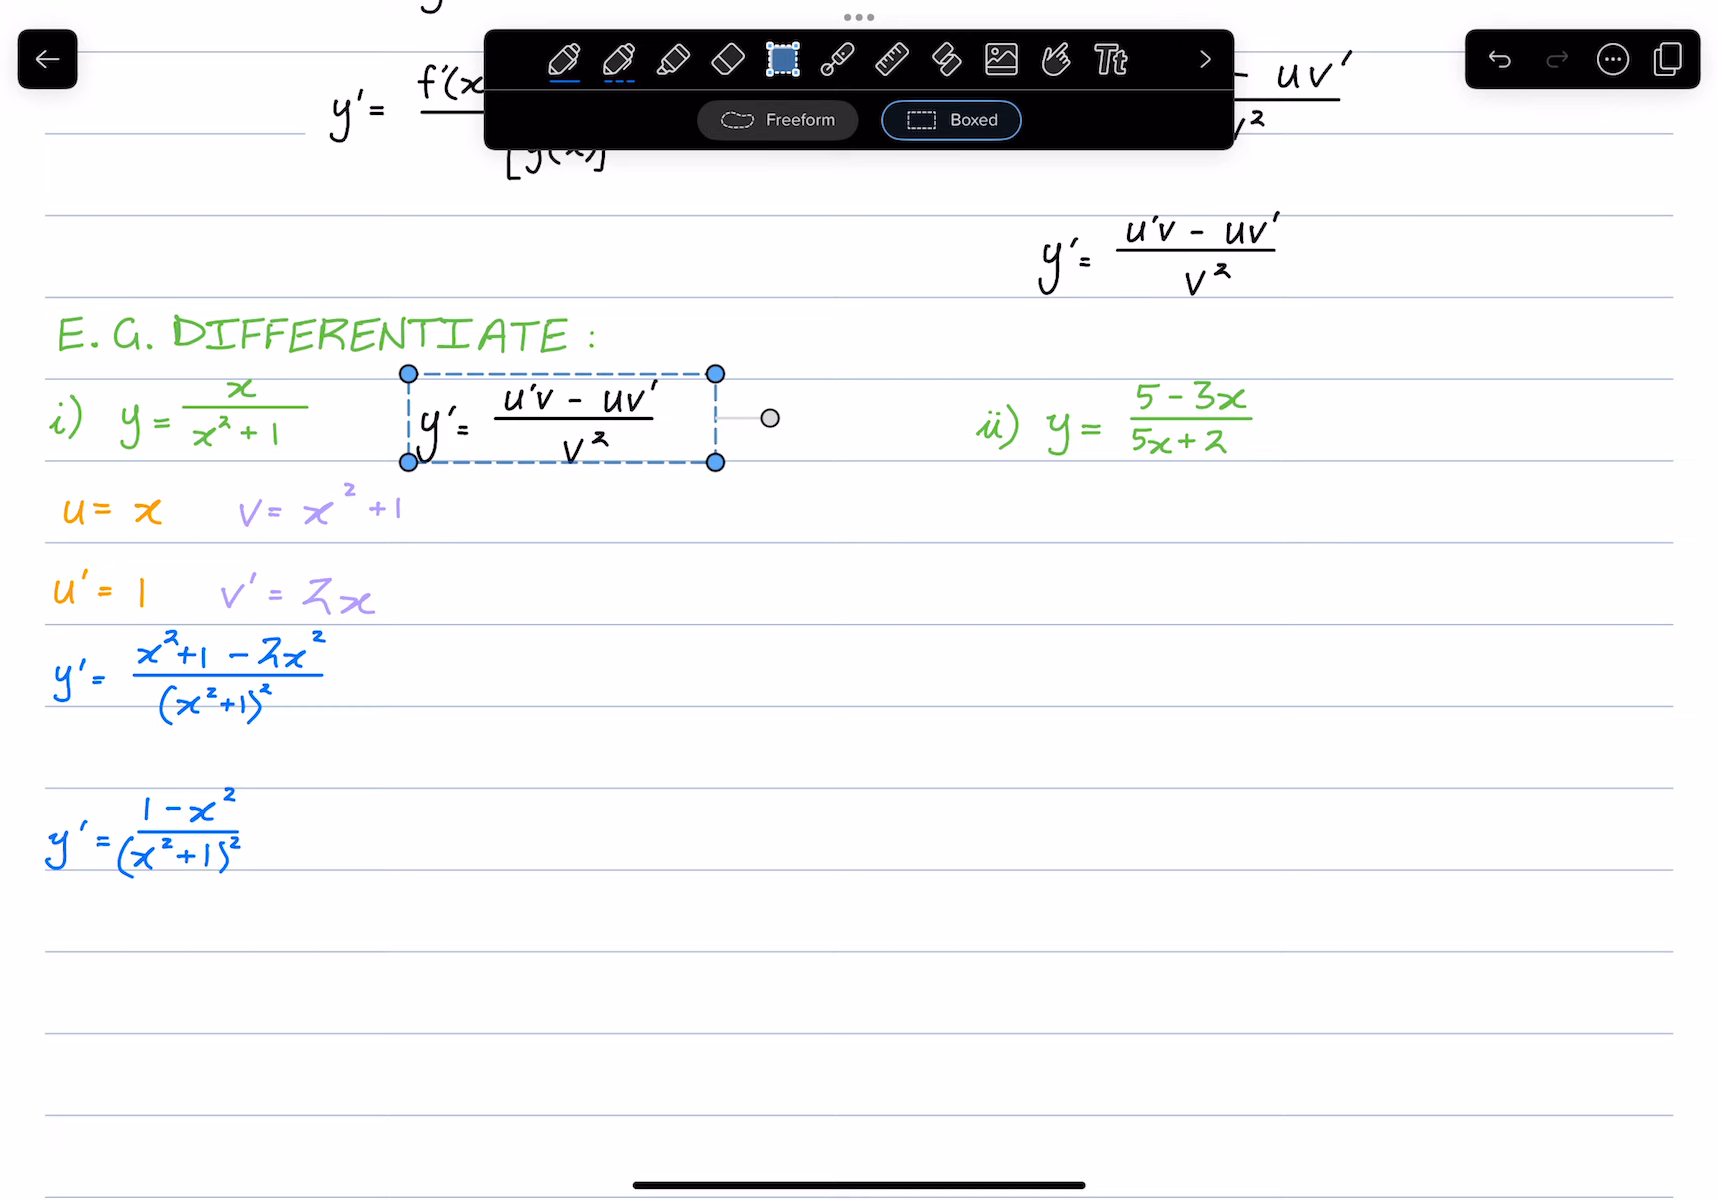 y' = f'(x - uv'
[g(x)] v²
Freeform Boxed
Tt
y' = (u'v - uv') / v²
E.G. DIFFERENTIATE :
i) y = x / (x² + 1) y' = (u'v - uv') / v² ii) y = (5 - 3x) / (5x + 2)
u = x v = x² + 1
u' = 1 v' = 2x
y' = (x² + 1 - 2x²) / (x² + 1)²
y' = (1 - x²) / (x² + 1)²